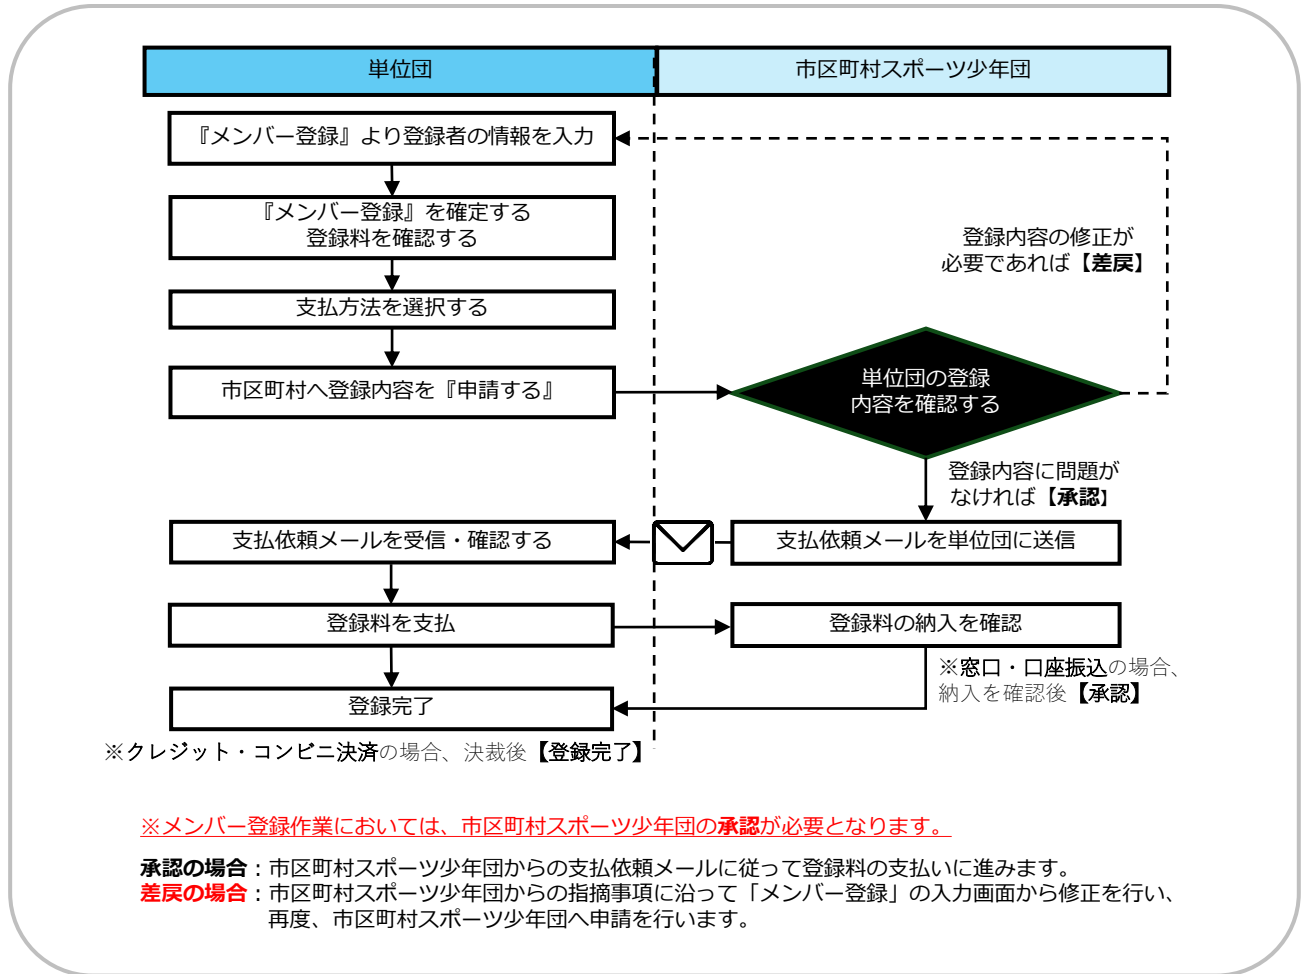 単位団
市区町村スポーツ少年団
『メンバー登録』より登録者の情報を入力
『メンバー登録』を確定する
登録料を確認する
登録内容の修正が
必要であれば【差戻】
支払方法を選択する
市区町村へ登録内容を『申請する』
単位団の登録
内容を確認する
登録内容に問題が
なければ【承認】
支払依頼メールを受信・確認する
支払依頼メールを単位団に送信
登録料を支払
登録料の納入を確認
※窓口・口座振込の場合、
納入を確認後【承認】
登録完了
※クレジット・コンビニ決済の場合、決裁後【登録完了】
※メンバー登録作業においては、市区町村スポーツ少年団の承認が必要となります。
承認の場合：市区町村スポーツ少年団からの支払依頼メールに従って登録料の支払いに進みます。
差戻の場合：市区町村スポーツ少年団からの指摘事項に沿って「メンバー登録」の入力画面から修正を行い、
再度、市区町村スポーツ少年団へ申請を行います。